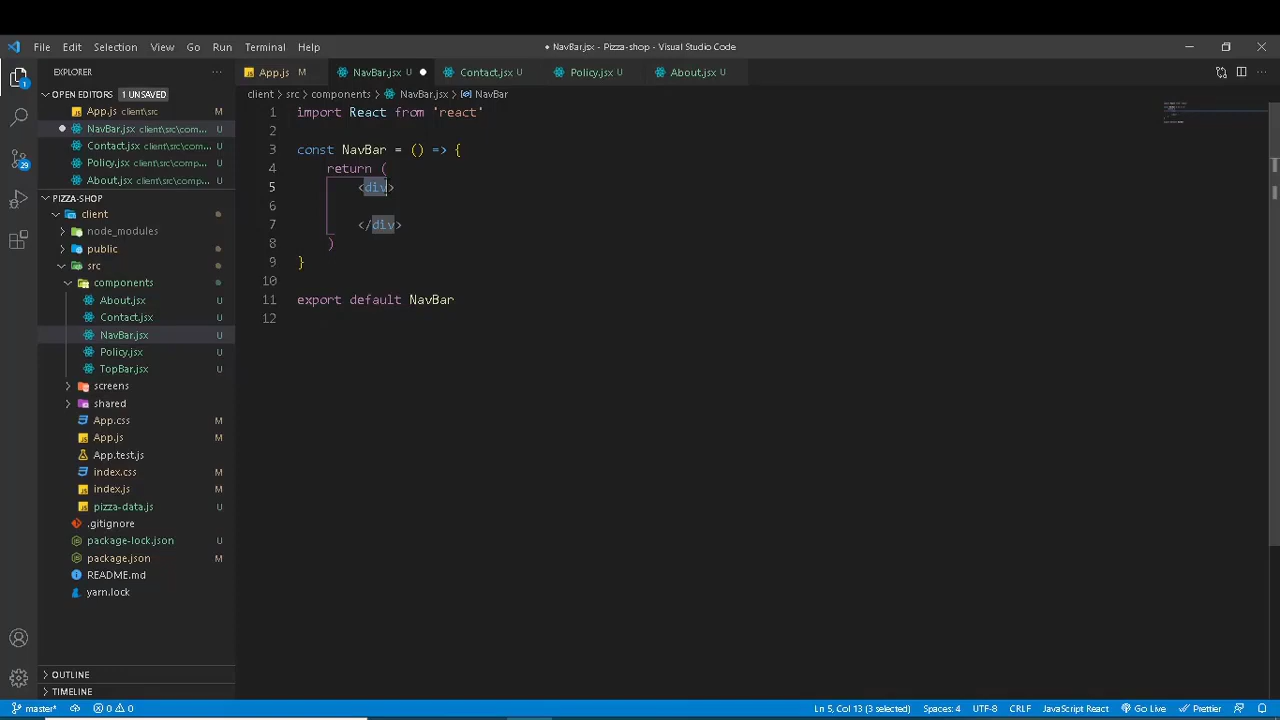 File Edit Selection View Go Run Terminal Help
● NavBar.jsx - Pizza-shop - Visual Studio Code
EXPLORER ···
OPEN EDITORS 1 UNSAVED
App.js client\src M
NavBar.jsx client\src\com... U
Contact.jsx client\src\co... U
Policy.jsx client\src\comp... U
About.jsx client\src\comp... U
PIZZA-SHOP
client
node_modules
public
src
components
About.jsx U
Contact.jsx U
NavBar.jsx U
Policy.jsx U
TopBar.jsx U
screens
shared
App.css M
App.js M
App.test.js
index.css M
index.js M
pizza-data.js U
.gitignore
package-lock.json U
package.json M
README.md
yarn.lock
OUTLINE
TIMELINE
1
29
App.js M NavBar.jsx U Contact.jsx U Policy.jsx U About.jsx U ···
client > src > components > NavBar.jsx > NavBar
1 import React from 'react'
2
3 const NavBar = () => {
4 return (
5 <div>
6
7 </div>
8 )
9 }
10
11 export default NavBar
12
master* 0 0 Ln 5, Col 13 (3 selected) Spaces: 4 UTF-8 CRLF JavaScript React Go Live Prettier